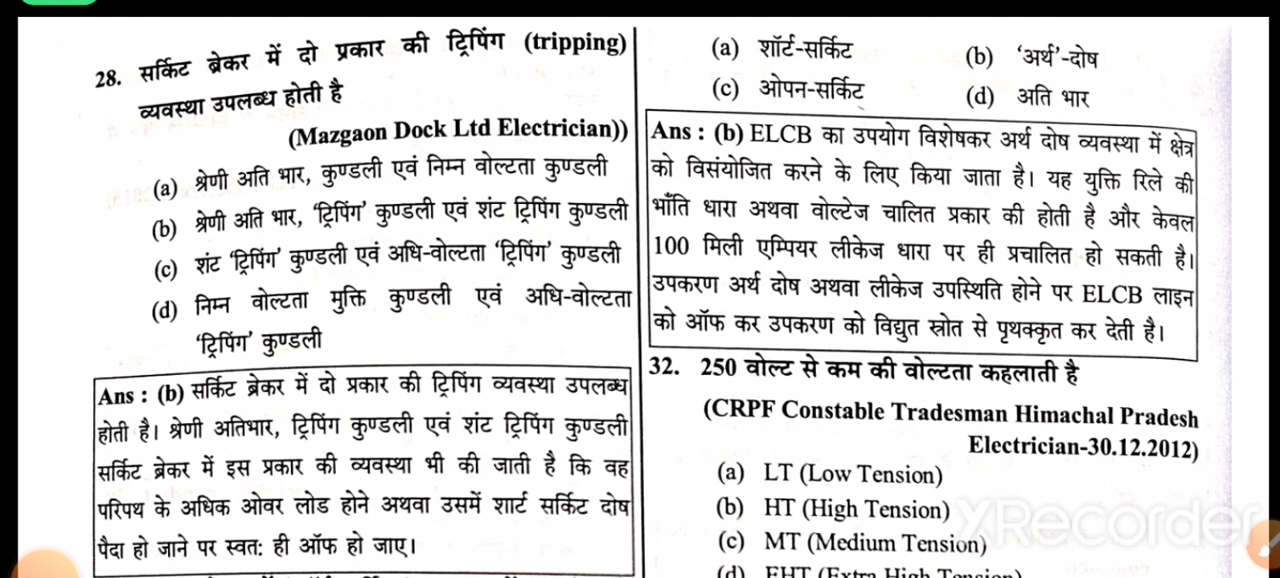 28. सर्किट ब्रेकर में दो प्रकार की ट्रिपिंग (tripping)
व्यवस्था उपलब्ध होती है
(Mazgaon Dock Ltd Electrician))
(a) श्रेणी अति भार, कुण्डली एवं निम्न वोल्टता कुण्डली
(b) श्रेणी अति भार, 'ट्रिपिंग' कुण्डली एवं शंट ट्रिपिंग कुण्डली
(c) शंट 'ट्रिपिंग' कुण्डली एवं अधि-वोल्टता 'ट्रिपिंग' कुण्डली
(d) निम्न वोल्टता मुक्ति कुण्डली एवं अधि-वोल्टता
'ट्रिपिंग' कुण्डली
Ans : (b) सर्किट ब्रेकर में दो प्रकार की ट्रिपिंग व्यवस्था उपलब्ध
होती है। श्रेणी अतिभार, ट्रिपिंग कुण्डली एवं शंट ट्रिपिंग कुण्डली
सर्किट ब्रेकर में इस प्रकार की व्यवस्था भी की जाती है कि वह
परिपथ के अधिक ओवर लोड होने अथवा उसमें शार्ट सर्किट दोष
पैदा हो जाने पर स्वत: ही ऑफ हो जाए।
(a) शॉर्ट-सर्किट (b) 'अर्थ'-दोष
(c) ओपन-सर्किट (d) अति भार
Ans : (b) ELCB का उपयोग विशेषकर अर्थ दोष व्यवस्था में क्षेत्र
को विसंयोजित करने के लिए किया जाता है। यह युक्ति रिले की
भाँति धारा अथवा वोल्टेज चालित प्रकार की होती है और केवल
100 मिली एम्पियर लीकेज धारा पर ही प्रचालित हो सकती है।
उपकरण अर्थ दोष अथवा लीकेज उपस्थिति होने पर ELCB लाइन
को ऑफ कर उपकरण को विद्युत स्रोत से पृथक्कृत कर देती है।
32. 250 वोल्ट से कम की वोल्टता कहलाती है
(CRPF Constable Tradesman Himachal Pradesh
Electrician-30.12.2012)
(a) LT (Low Tension)
(b) HT (High Tension)
(c) MT (Medium Tension)
(d) EHT (Extra High Tension)
XRecorder